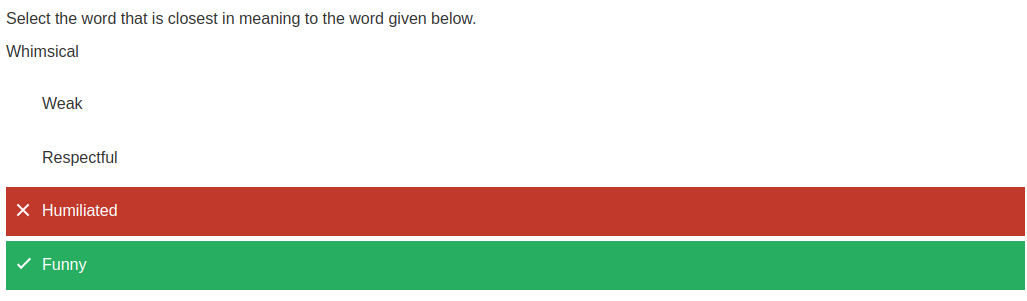 Select the word that is closest in meaning to the word given below.
Whimsical
Weak
Respectful
Humiliated
Funny